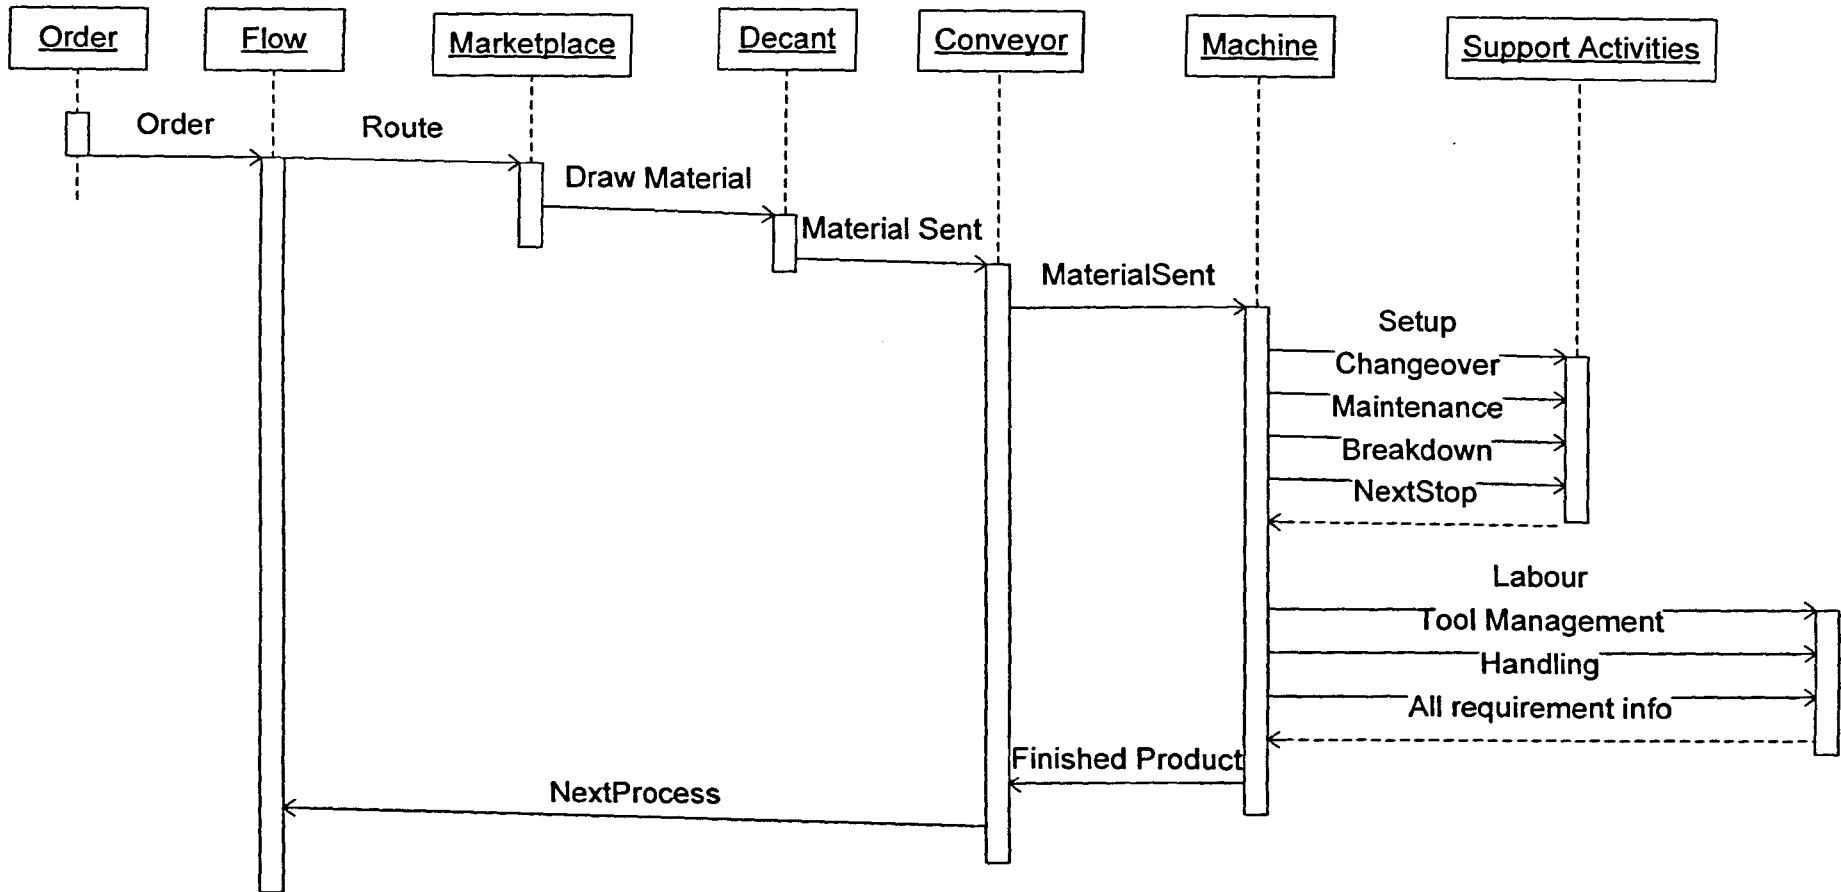 Order
Flow
Marketplace
Decant
Conveyor
Machine
Support Activities
Order
Route
Draw Material
Material Sent
MaterialSent
Setup
Changeover
Maintenance
Breakdown
NextStop
Labour
Tool Management
Handling
All requirement info
Finished Product
NextProcess